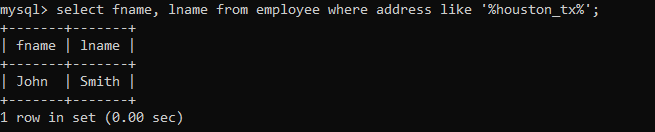 mysql> select fname, lname from employee where address like '%houston_tx%';
+-------+-------+
| fname | lname |
+-------+-------+
| John  | Smith |
+-------+-------+
1 row in set (0.00 sec)